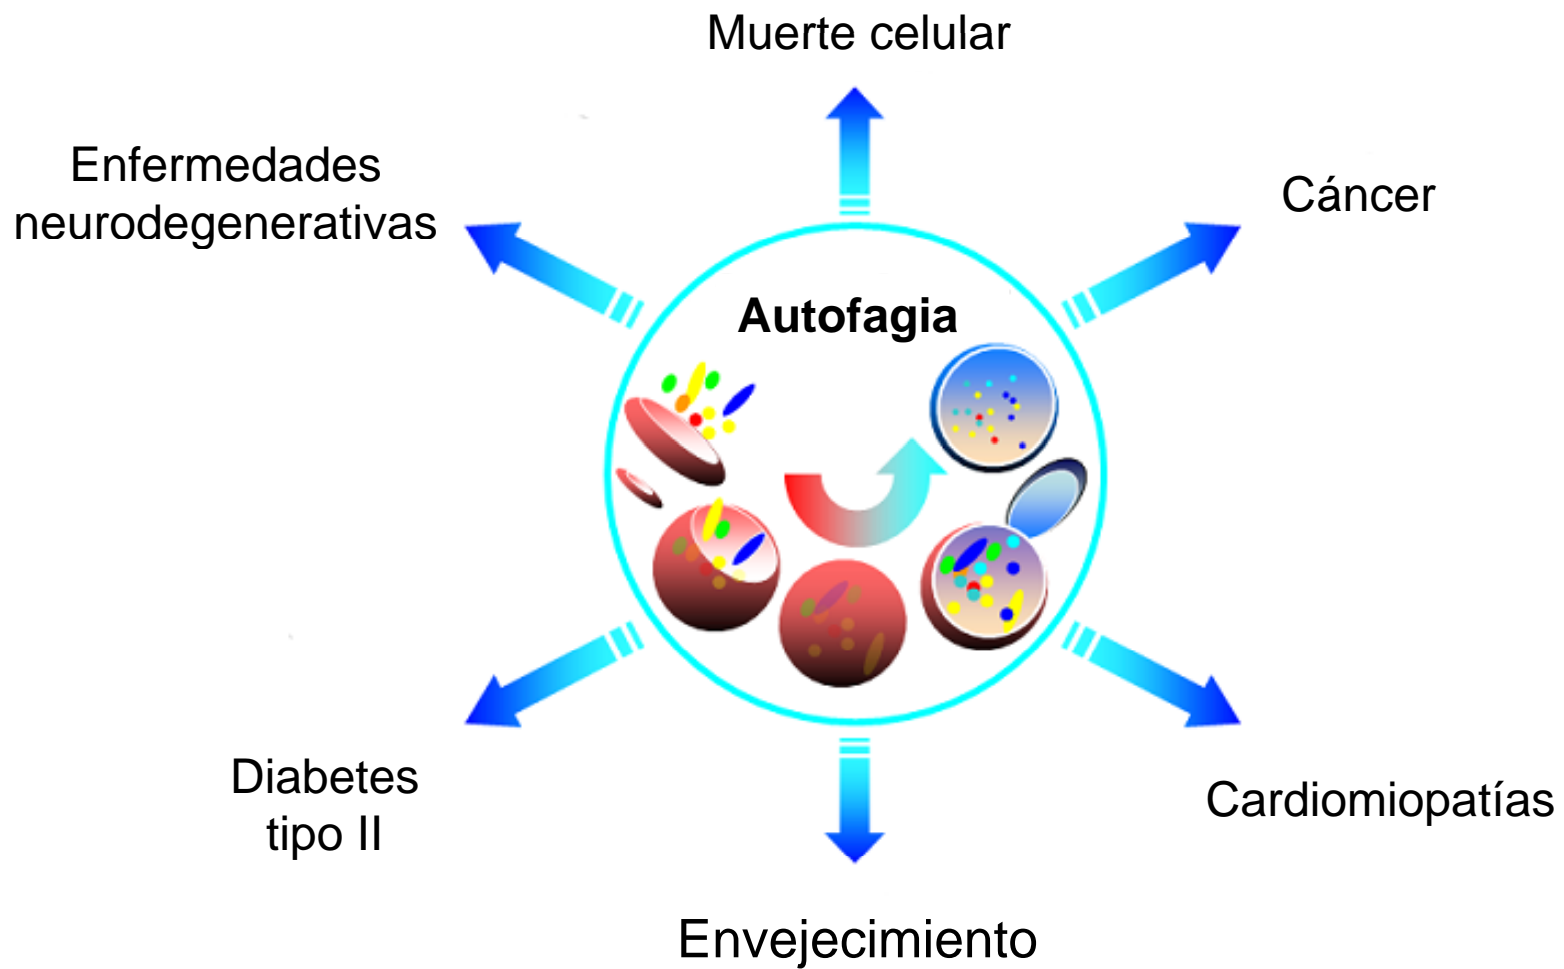 Muerte celular
Enfermedades
neurodegenerativas
Cáncer
Autofagia
Diabetes
tipo II
Cardiomiopatías
Envejecimiento